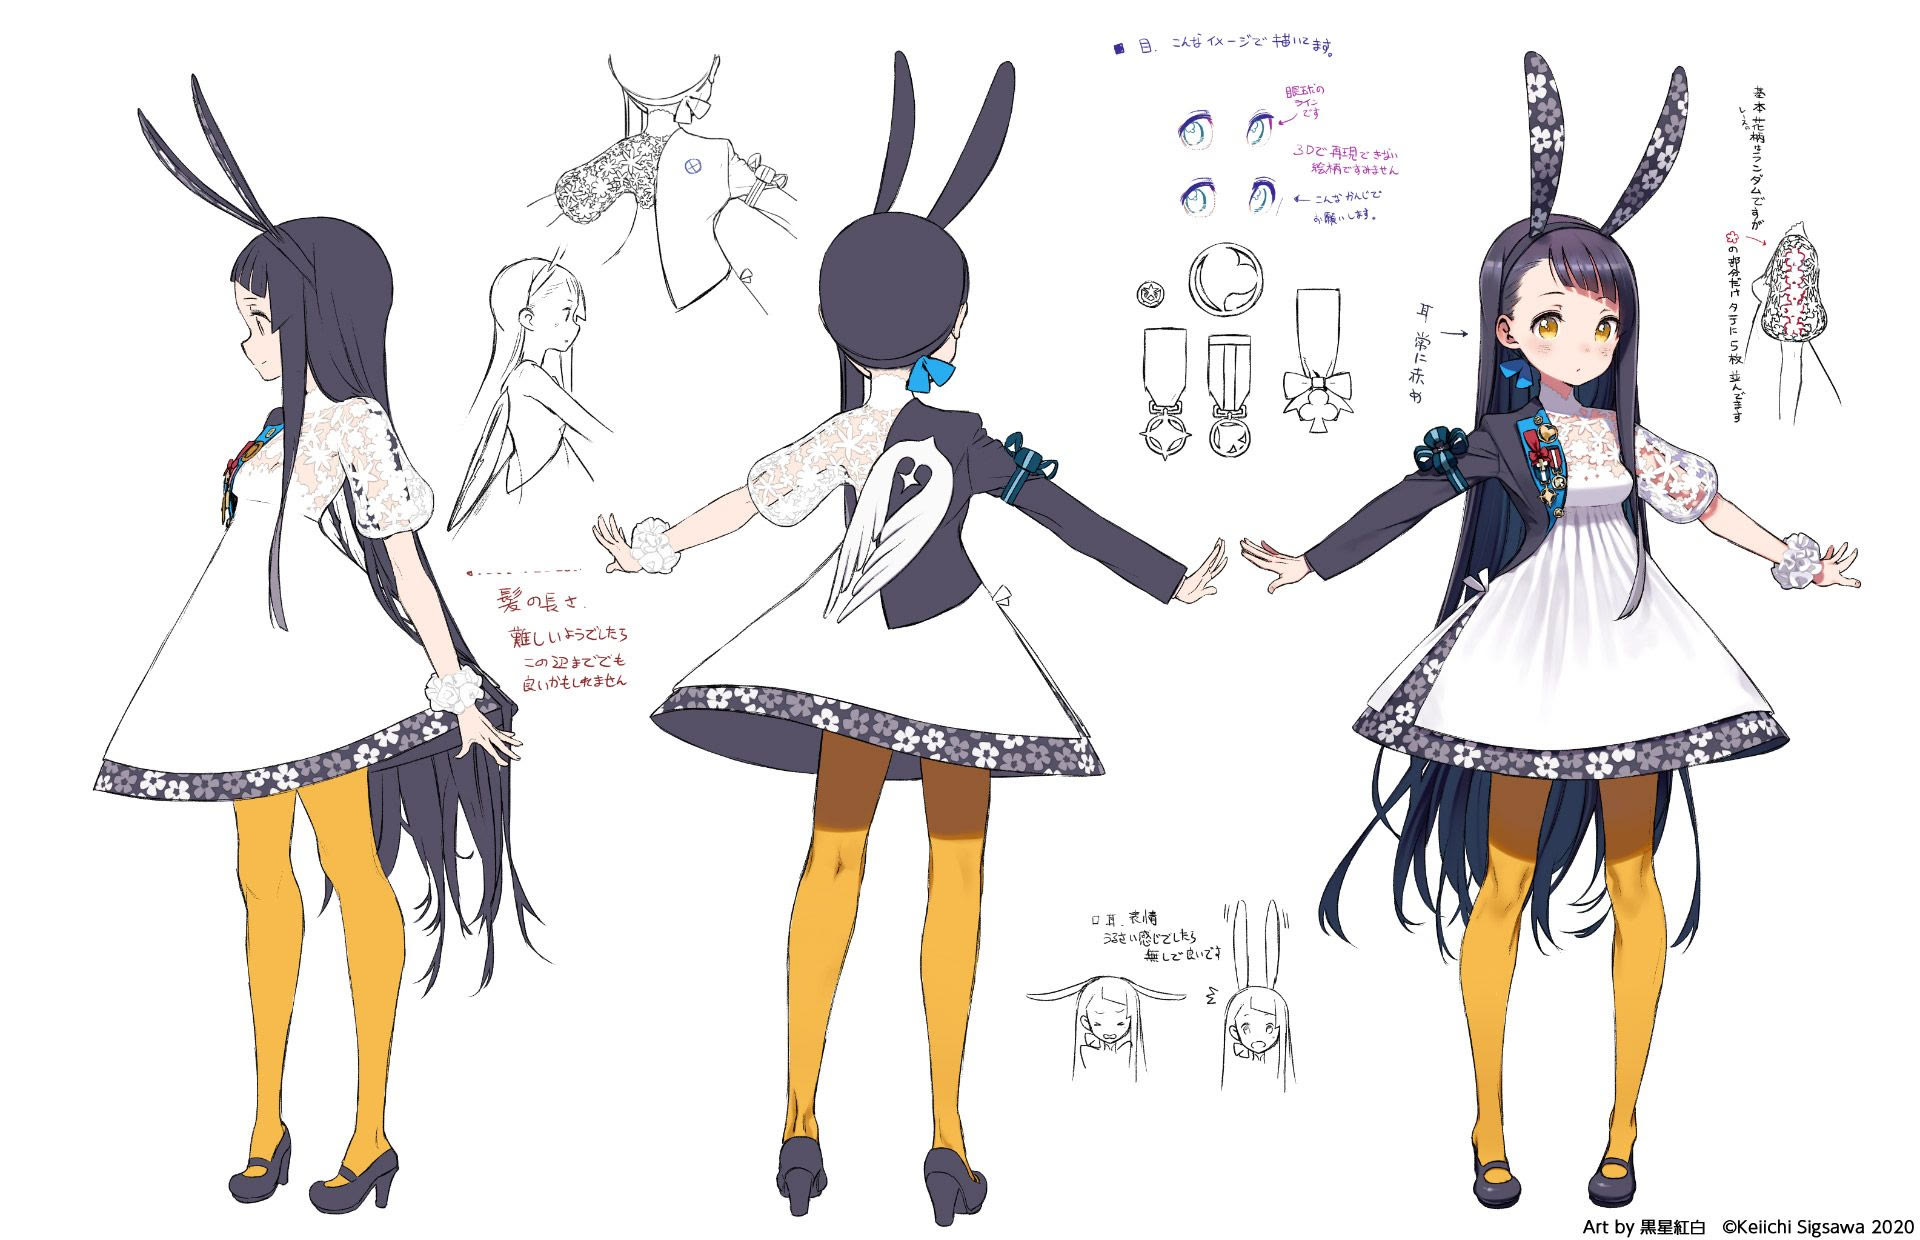 ■ 目. こんなイメージで描いてます。
眼球の
ライン
です
3Dで再現できない
絵柄ですみません
← こんなかんじで
お願いします。
基本花柄はランダムですが
の部分だけタテに5枚並んでます
耳 常に赤め
髪の長さ.
難しいようでしたら
この辺まででも
良いかもしれません
□ 耳. 表情
うるさい感じでしたら
無しで良いです
Art by 黒星紅白 ©Keiichi Sigsawa 2020